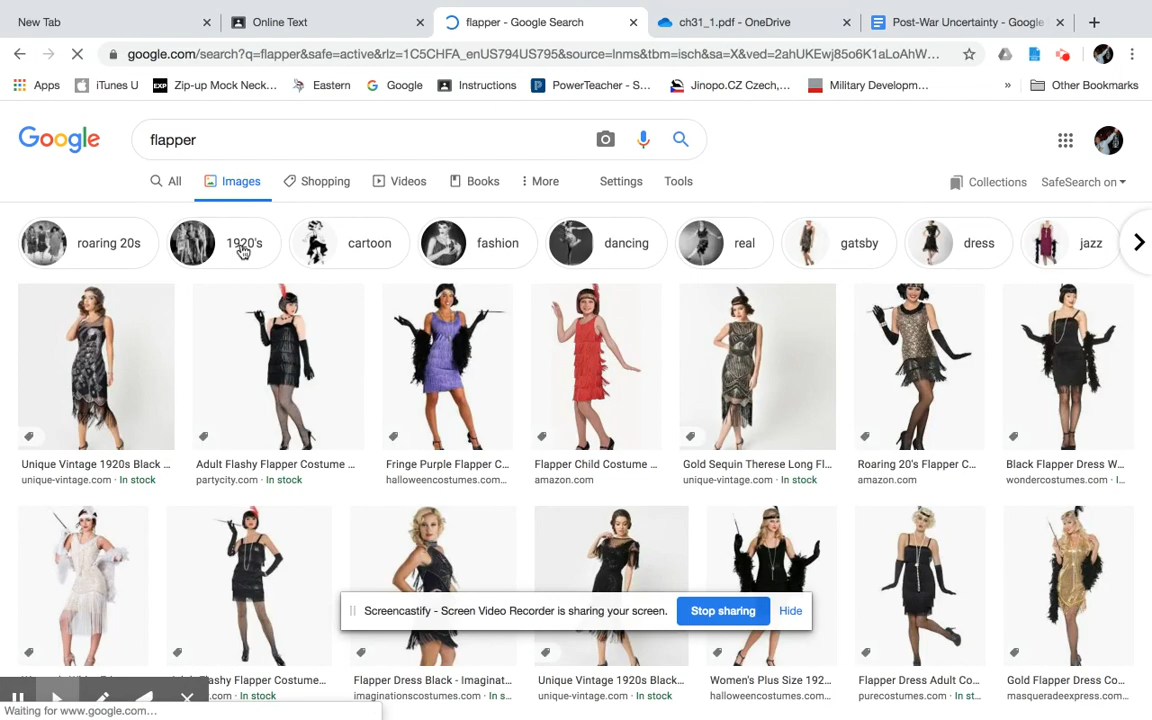 New Tab
Online Text
flapper - Google Search
ch31_1.pdf - OneDrive
Post-War Uncertainty - Google
google.com/search?q=flapper&safe=active&rlz=1C5CHFA_enUS794US795&source=lnms&tbm=isch&sa=X&ved=2ahUKEwj85o6K1aLoAhW...
Apps
iTunes U
EXP
Zip-up Mock Neck...
Eastern
Google
Instructions
PowerTeacher - S...
Jinopo.CZ Czech,...
Military Developm...
»
Other Bookmarks
Google
flapper
All
Images
Shopping
Videos
Books
More
Settings
Tools
Collections
SafeSearch on
roaring 20s
1920's
cartoon
fashion
dancing
real
gatsby
dress
jazz
Unique Vintage 1920s Black ...
unique-vintage.com · In stock
Adult Flashy Flapper Costume ...
partycity.com · In stock
Fringe Purple Flapper C...
halloweencostumes.com...
Flapper Child Costume ...
amazon.com
Gold Sequin Therese Long Fl...
unique-vintage.com · In stock
Roaring 20's Flapper C...
amazon.com
Black Flapper Dress W...
wondercostumes.com · I...
Screencastify - Screen Video Recorder is sharing your screen.
Stop sharing
Hide
Flashy Flapper Costume...
In stock
Flapper Dress Black - Imaginat...
imaginationscostumes.com · In s...
Unique Vintage 1920s Black...
unique-vintage.com · In stock
Women's Plus Size 192...
halloweencostumes.com...
Flapper Dress Adult Co...
purecostumes.com · In st...
Gold Flapper Dress Co...
masqueradeexpress.com...
Waiting for www.google.com...